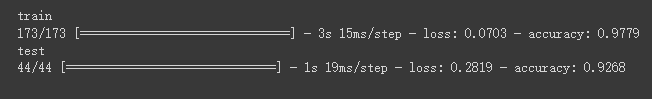 train
173/173 [==============================] - 3s 15ms/step - loss: 0.0703 - accuracy: 0.9779
test
44/44 [==============================] - 1s 19ms/step - loss: 0.2819 - accuracy: 0.9268